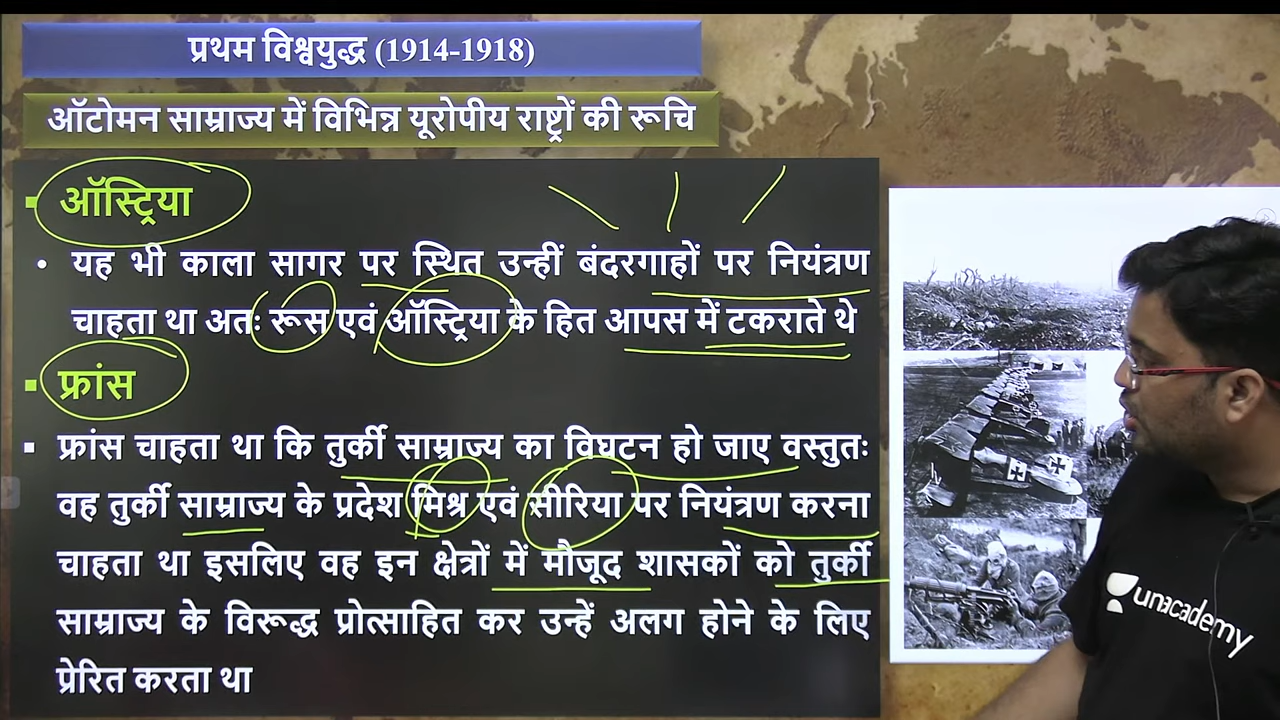 प्रथम विश्वयुद्ध (1914-1918)
ऑटोमन साम्राज्य में विभिन्न यूरोपीय राष्ट्रों की रूचि
▪ ऑस्ट्रिया
• यह भी काला सागर पर स्थित उन्हीं बंदरगाहों पर नियंत्रण
चाहता था अतः रूस एवं ऑस्ट्रिया के हित आपस में टकराते थे
▪ फ्रांस
▪ फ्रांस चाहता था कि तुर्की साम्राज्य का विघटन हो जाए वस्तुतः
वह तुर्की साम्राज्य के प्रदेश मिश्र एवं सीरिया पर नियंत्रण करना
चाहता था इसलिए वह इन क्षेत्रों में मौजूद शासकों को तुर्की
साम्राज्य के विरूद्ध प्रोत्साहित कर उन्हें अलग होने के लिए
प्रेरित करता था
unacademy